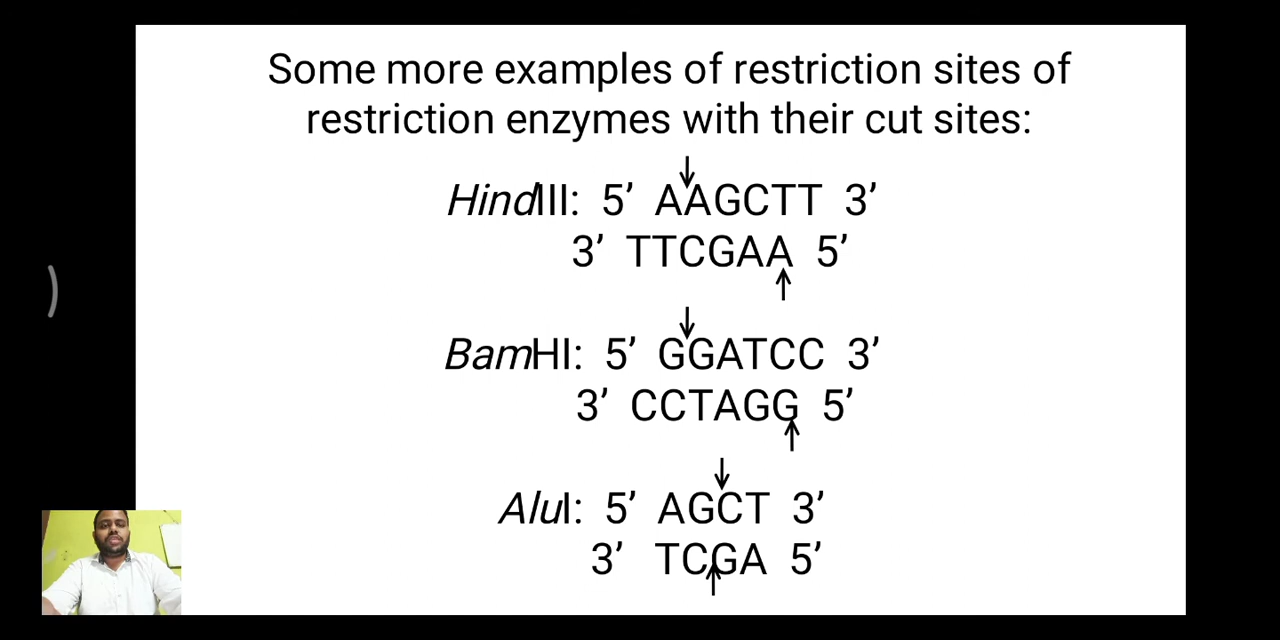 Some more examples of restriction sites of
restriction enzymes with their cut sites:
HindIII: 5’ AAGCTT 3’
3’ TTCGAA 5’
BamHI: 5’ GGATCC 3’
3’ CCTAGG 5’
AluI: 5’ AGCT 3’
3’ TCGA 5’